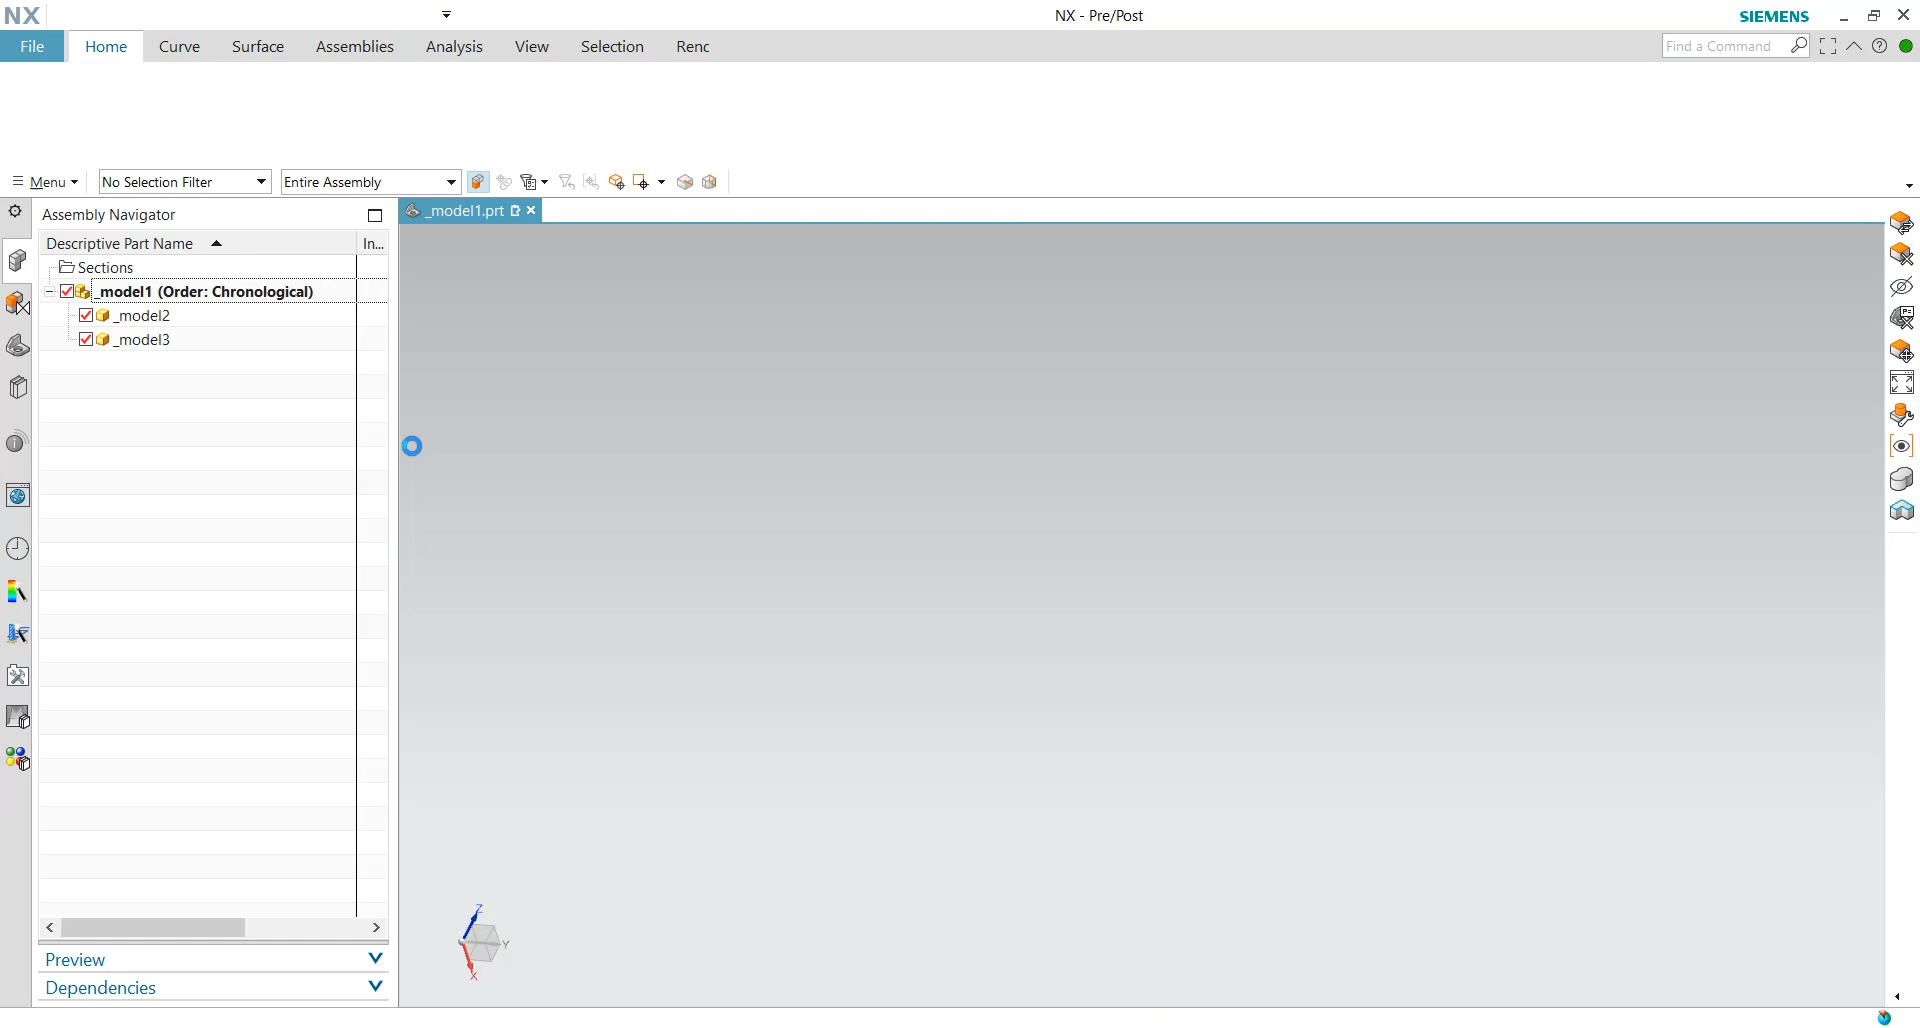 NX
NX - Pre/Post
SIEMENS
File Home Curve Surface Assemblies Analysis View Selection Renc
Find a Command
Menu No Selection Filter Entire Assembly
Assembly Navigator
_model1.prt
Descriptive Part Name In...
Sections
_model1 (Order: Chronological)
_model2
_model3
Z
Y
X
Preview
Dependencies